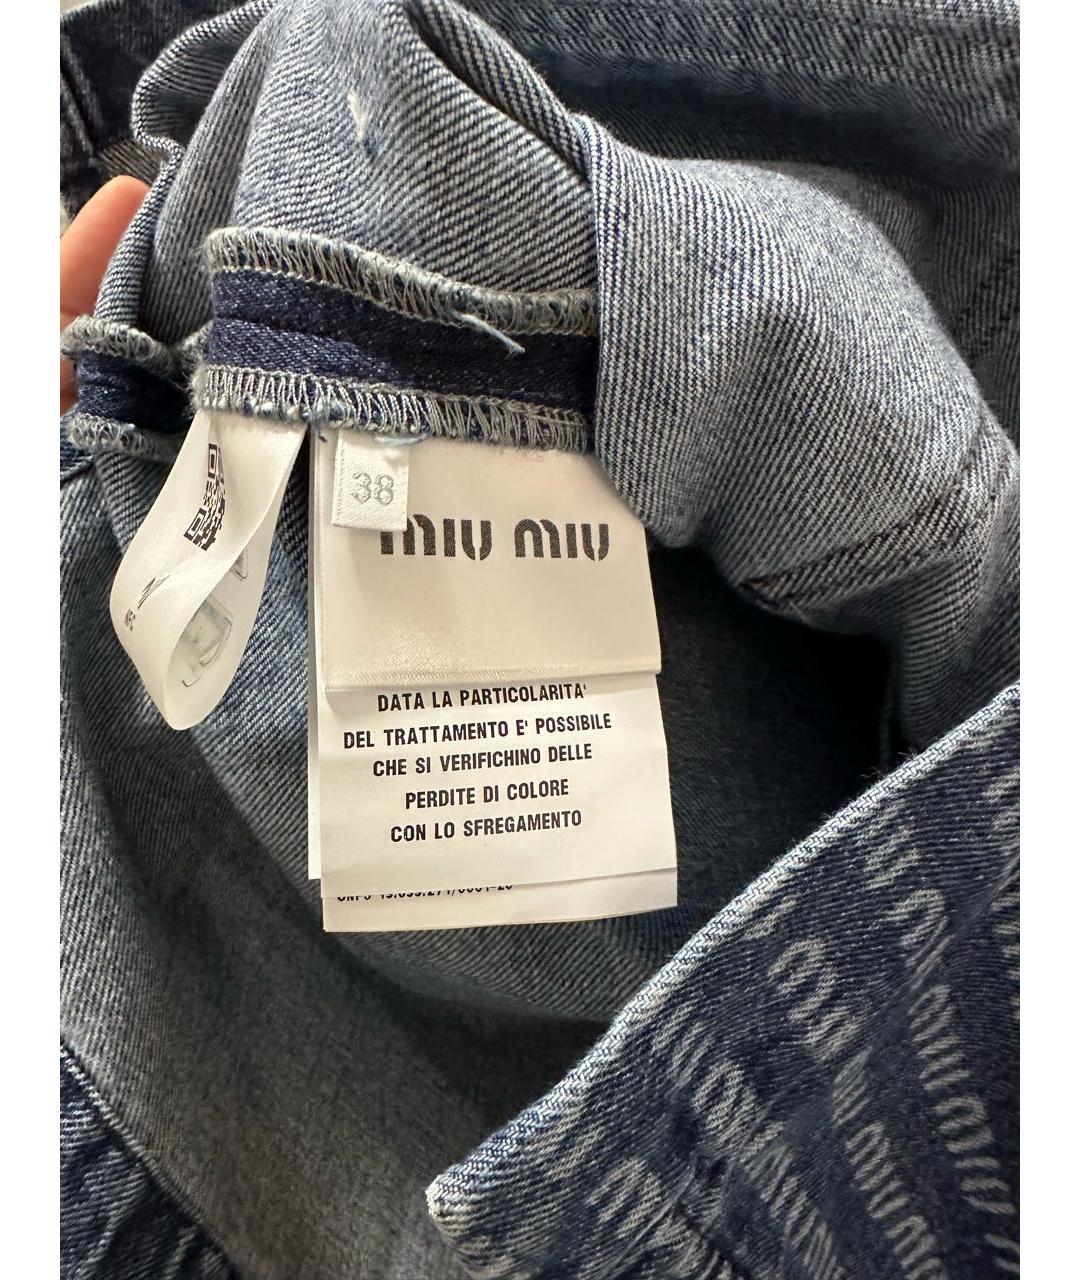 38
miu miu
NFC
DATA LA PARTICOLARITA'
DEL TRATTAMENTO E' POSSIBILE
CHE SI VERIFICHINO DELLE
PERDITE DI COLORE
CON LO SFREGAMENTO